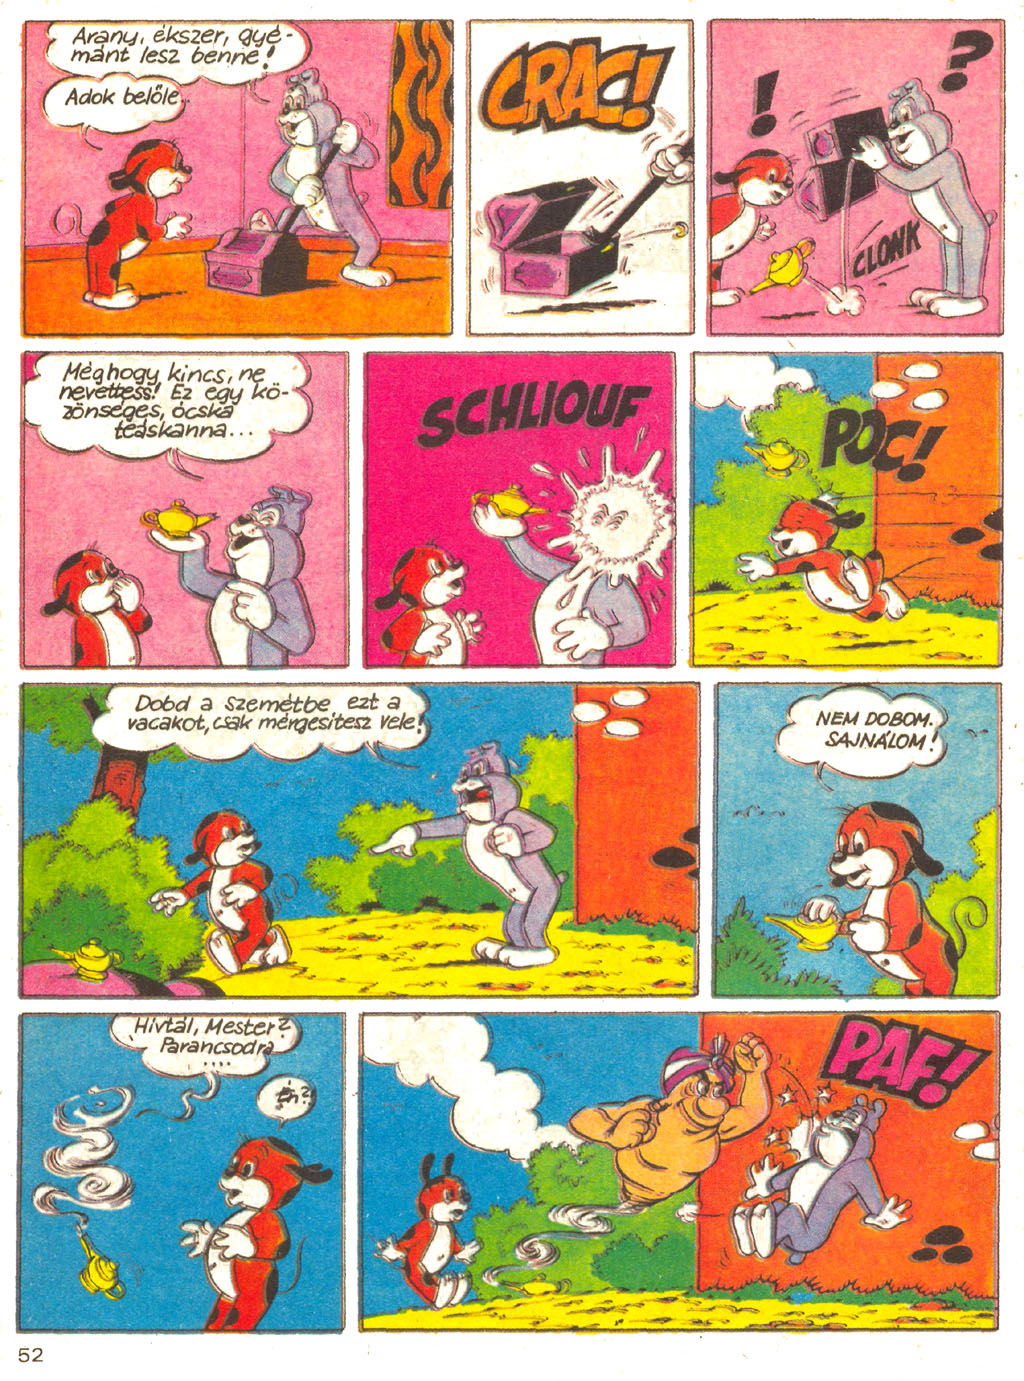 Arany, ékszer, gyé-
mánt lesz benne!
Adok belőle..
CRAC!
!
?
CLONK
Méghogy kincs, ne
nevettess! Ez egy kö-
zönséges, ócska
teáskanna...
SCHLIOUF
POC!
Dobd a szemétbe ezt a
vacakot, csak mérgesítesz vele!
NEM DOBOM.
SAJNÁLOM!
Hívtál, Mester?
Parancsodra
....
Én?!
PAF!
52